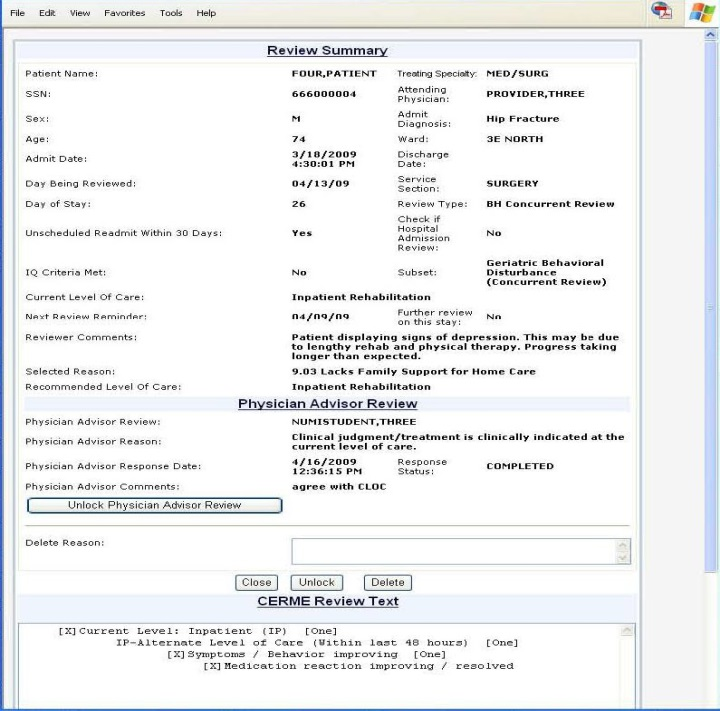 File Edit View Favorites Tools Help
Review Summary
Patient Name: FOUR,PATIENT Treating Specialty: MED/SURG
SSN: 666000004 Attending Physician: PROVIDER,THREE
Sex: M Admit Diagnosis: Hip Fracture
Age: 74 Ward: 3E NORTH
Admit Date: 3/18/2009 4:30:01 PM Discharge Date:
Day Being Reviewed: 04/13/09 Service Section: SURGERY
Day of Stay: 26 Review Type: BH Concurrent Review
Unscheduled Readmit Within 30 Days: Yes Check if Hospital Admission Review: No
IQ Criteria Met: No Subset: Geriatric Behavioral Disturbance (Concurrent Review)
Current Level Of Care: Inpatient Rehabilitation
Next Review Reminder: 04/09/09 Further review on this stay: No
Reviewer Comments: Patient displaying signs of depression. This may be due
to lengthy rehab and physical therapy. Progress taking
longer than expected.
Selected Reason: 9.03 Lacks Family Support for Home Care
Recommended Level Of Care: Inpatient Rehabilitation
Physician Advisor Review
Physician Advisor Review: NUMISTUDENT,THREE
Physician Advisor Reason: Clinical judgment/treatment is clinically indicated at the
current level of care.
Physician Advisor Response Date: 4/16/2009 12:36:15 PM Response Status: COMPLETED
Physician Advisor Comments: agree with CLOC
Unlock Physician Advisor Review
Delete Reason:
Close Unlock Delete
CERME Review Text
[X]Current Level: Inpatient (IP) [One]
IP-Alternate Level of Care (Within last 48 hours) [One]
[X]Symptoms / Behavior improving [One]
[X]Medication reaction improving / resolved